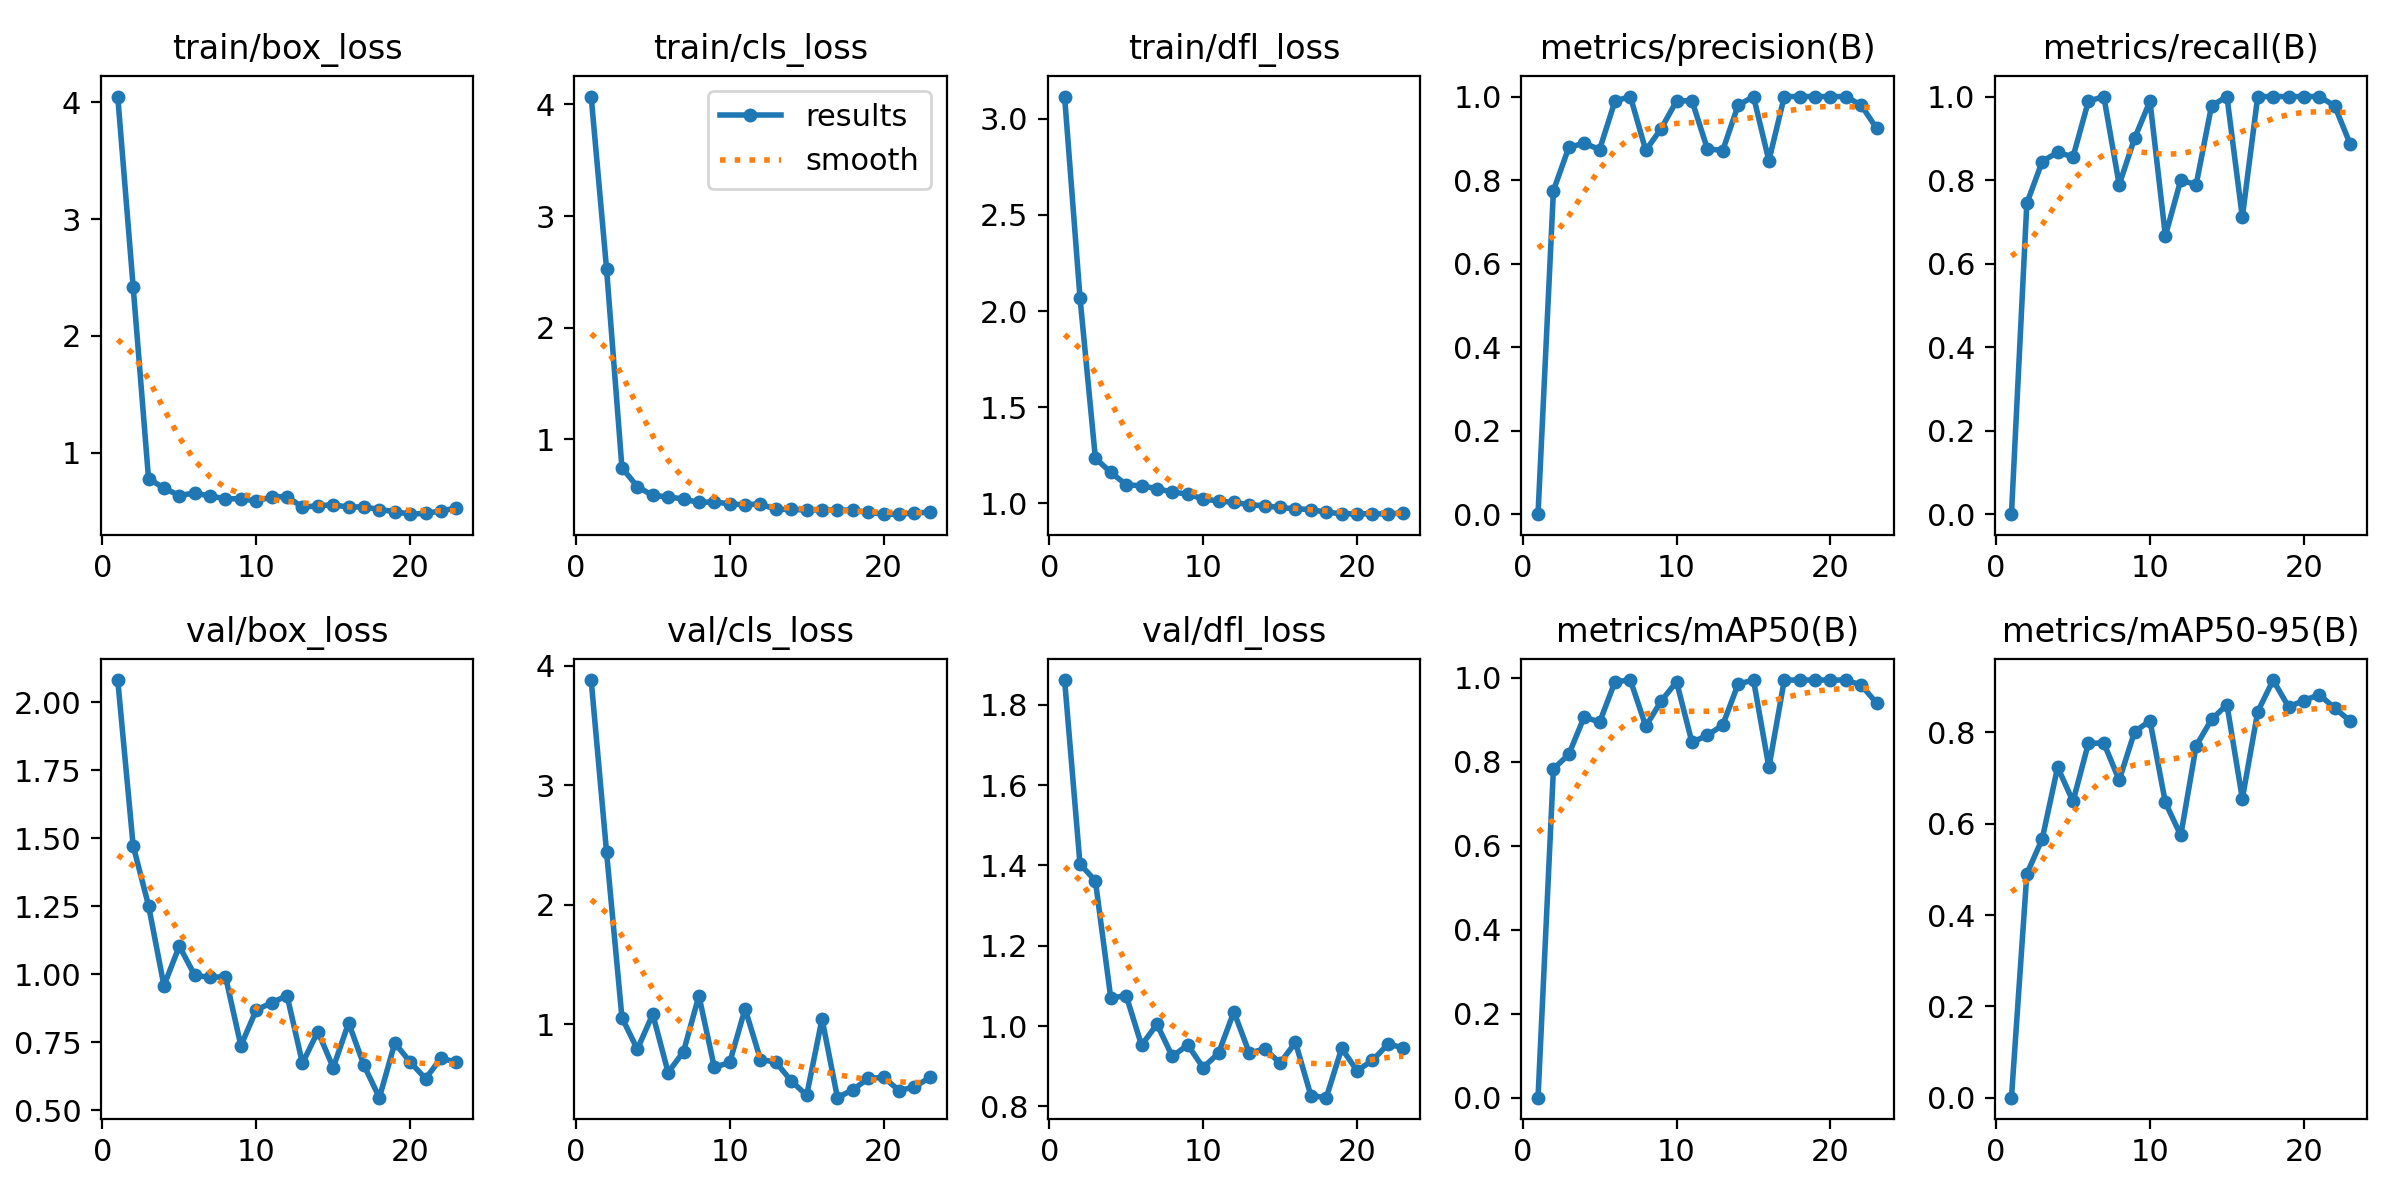 train/box_loss
4
3
2
1
0 10 20
train/cls_loss
results
smooth
4
3
2
1
0 10 20
train/dfl_loss
3.0
2.5
2.0
1.5
1.0
0 10 20
metrics/precision(B)
1.0
0.8
0.6
0.4
0.2
0.0
0 10 20
metrics/recall(B)
1.0
0.8
0.6
0.4
0.2
0.0
0 10 20
val/box_loss
2.00
1.75
1.50
1.25
1.00
0.75
0.50
0 10 20
val/cls_loss
4
3
2
1
0 10 20
val/dfl_loss
1.8
1.6
1.4
1.2
1.0
0.8
0 10 20
metrics/mAP50(B)
1.0
0.8
0.6
0.4
0.2
0.0
0 10 20
metrics/mAP50-95(B)
0.8
0.6
0.4
0.2
0.0
0 10 20